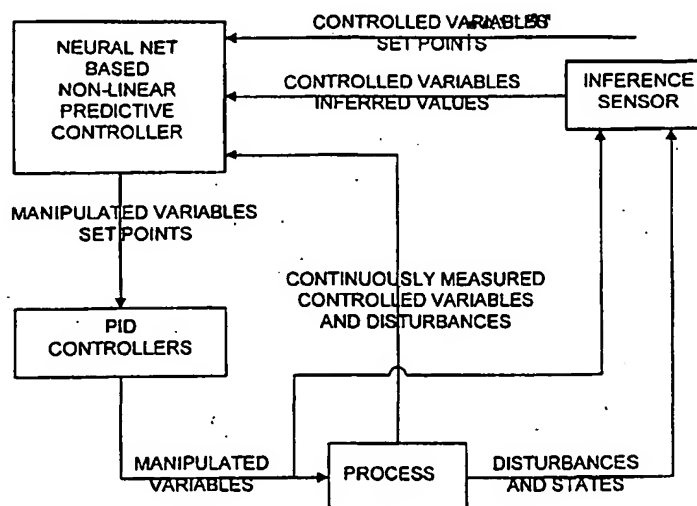 CONTROLLED VARIABLES
SET POINTS
NEURAL NET
BASED
NON-LINEAR
PREDICTIVE
CONTROLLER
CONTROLLED VARIABLES
INFERRED VALUES
INFERENCE
SENSOR
MANIPULATED VARIABLES
SET POINTS
CONTINUOUSLY MEASURED
CONTROLLED VARIABLES
AND DISTURBANCES
PID
CONTROLLERS
MANIPULATED
VARIABLES
PROCESS
DISTURBANCES
AND STATES